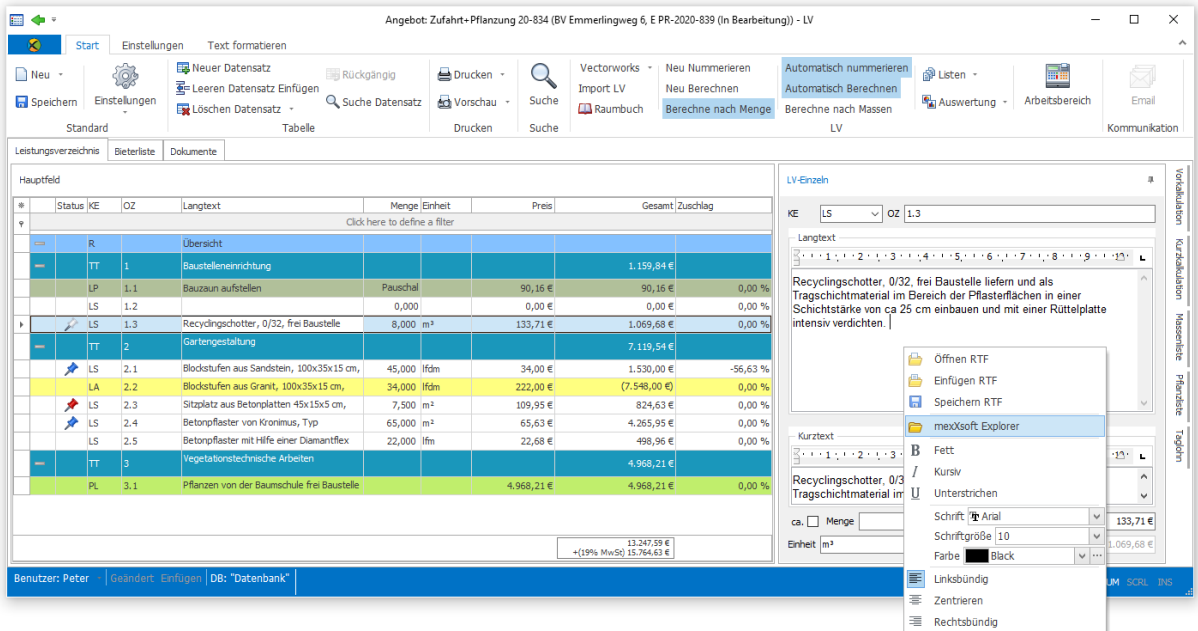 Angebot: Zufahrt+Pflanzung 20-834 (BV Emmerlingweg 6, E PR-2020-839 (In Bearbeitung)) - LV
Start Einstellungen Text formatieren
Neu
Speichern
Einstellungen
Standard
Neuer Datensatz
Leeren Datensatz Einfügen
Löschen Datensatz
Rückgängig
Suche Datensatz
Tabelle
Drucken
Vorschau
Drucken
Suche
Suche
Vectorworks
Import LV
Raumbuch
Neu Nummerieren
Neu Berechnen
Berechne nach Menge
Automatisch nummerieren
Automatisch Berechnen
Berechne nach Massen
LV
Listen
Auswertung
Arbeitsbereich
Email
Kommunikation
Leistungsverzeichnis Bieterliste Dokumente
Hauptfeld
Status KE OZ Langtext Menge Einheit Preis Gesamt Zuschlag
Click here to define a filter
R Übersicht
TT 1 Baustelleneinrichtung 1.159,84 €
LP 1.1 Bauzaun aufstellen Pauschal 90,16 € 90,16 € 0,00 %
LS 1.2 0,000 0,00 € 0,00 € 0,00 %
LS 1.3 Recyclingschotter, 0/32, frei Baustelle 8,000 m³ 133,71 € 1.069,68 € 0,00 %
TT 2 Gartengestaltung 7.119,54 €
LS 2.1 Blockstufen aus Sandstein, 100x35x15 cm, 45,000 lfdm 34,00 € 1.530,00 € -56,63 %
LA 2.2 Blockstufen aus Granit, 100x35x15 cm, 34,000 lfdm 222,00 € (7.548,00 €) 0,00 %
LS 2.3 Sitzplatz aus Betonplatten 45x15x5 cm, 7,500 m² 109,95 € 824,63 € 0,00 %
LS 2.4 Betonpflaster von Kronimus, Typ 65,000 m² 65,63 € 4.265,95 € 0,00 %
LS 2.5 Betonpflaster mit Hilfe einer Diamantflex 22,000 lfm 22,68 € 498,96 € 0,00 %
TT 3 Vegetationstechnische Arbeiten 4.968,21 €
PL 3.1 Pflanzen von der Baumschule frei Baustelle 4.968,21 € 4.968,21 € 0,00 %
13.247,59 €
+(19% MwSt) 15.764,63 €
LV-Einzeln
KE LS OZ 1.3
Langtext
1 2 3 4 5 6 7 8 9 10
Recyclingschotter, 0/32, frei Baustelle liefern und als
Tragschichtmaterial im Bereich der Pflasterflächen in einer
Schichtstärke von ca 25 cm einbauen und mit einer Rüttelplatte
intensiv verdichten.
Kurztext
1 2 3
Recyclingschotter, 0/3
Tragschichtmaterial im
ca. Menge 133,71 €
Einheit m³ 1.069,68 €
Öffnen RTF
Einfügen RTF
Speichern RTF
mexXsoft Explorer
B Fett
I Kursiv
U Unterstrichen
Schrift Arial
Schriftgröße 10
Farbe Black
Linksbündig
Zentrieren
Rechtsbündig
Vorkalkulation
Kurzkalkulation
Massenliste
Pflanzliste
Taglohn
Benutzer: Peter - Geändert Einfügen DB: "Datenbank"
UM SCRL INS